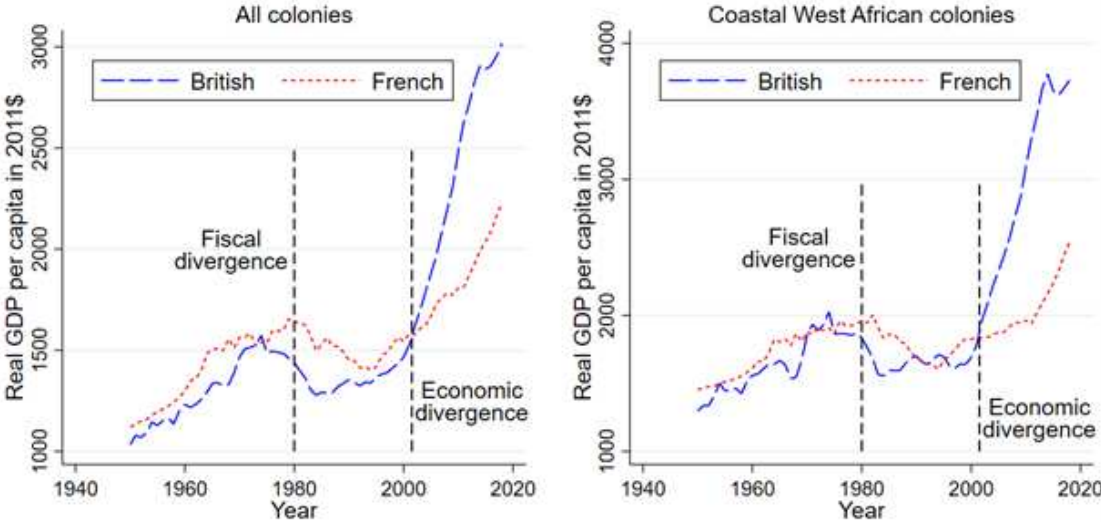 All colonies
Real GDP per capita in 2011$
3000
2500
2000
1500
1000
British
French
Fiscal
divergence
Economic
divergence
1940
1960
1980
2000
2020
Year
Coastal West African colonies
Real GDP per capita in 2011$
4000
3000
2000
1000
British
French
Fiscal
divergence
Economic
divergence
1940
1960
1980
2000
2020
Year